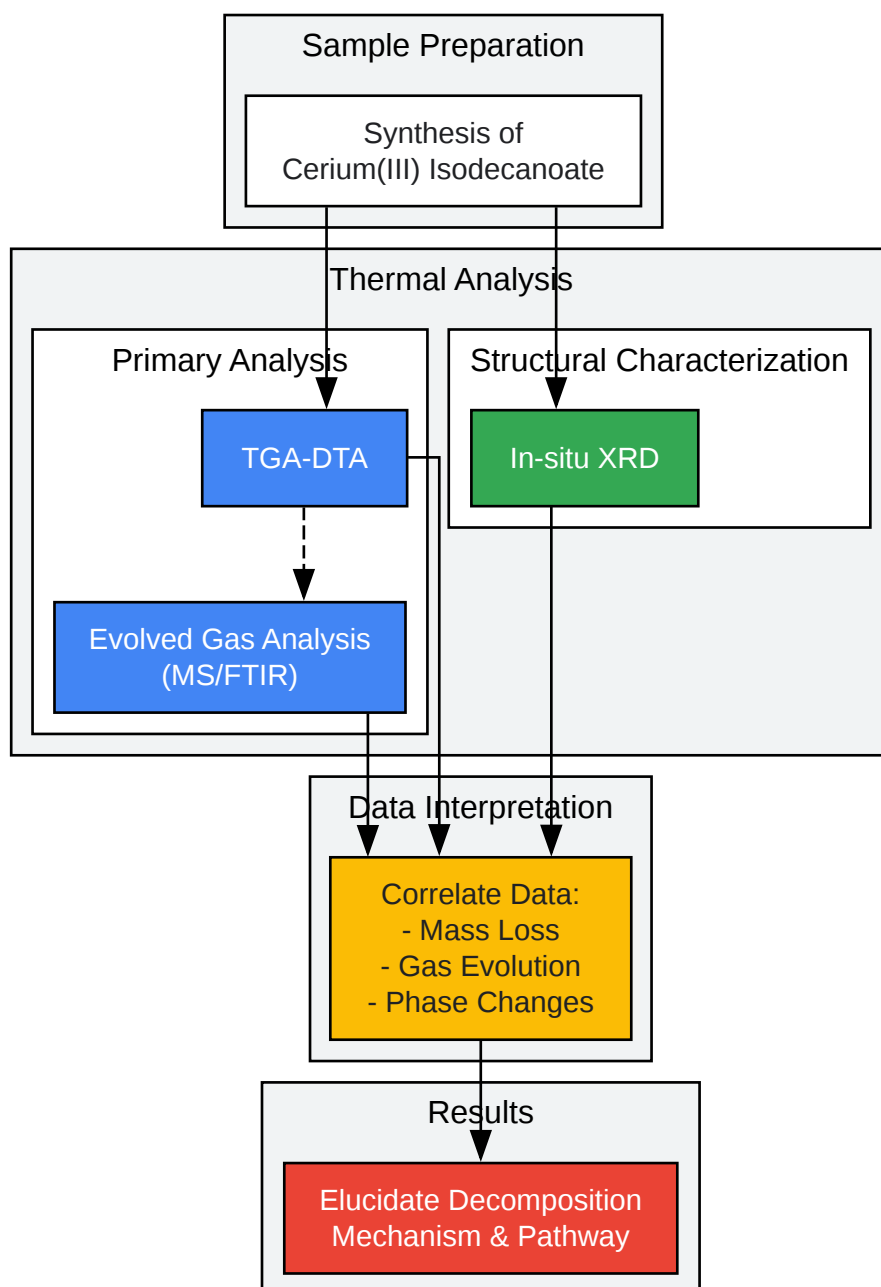 Sample Preparation
Synthesis of
Cerium(III) Isodecanoate
Thermal Analysis
Primary Analysis
Structural Characterization
TGA-DTA
In-situ XRD
Evolved Gas Analysis
(MS/FTIR)
Data Interpretation
Correlate Data:
- Mass Loss
- Gas Evolution
- Phase Changes
Results
Elucidate Decomposition
Mechanism & Pathway